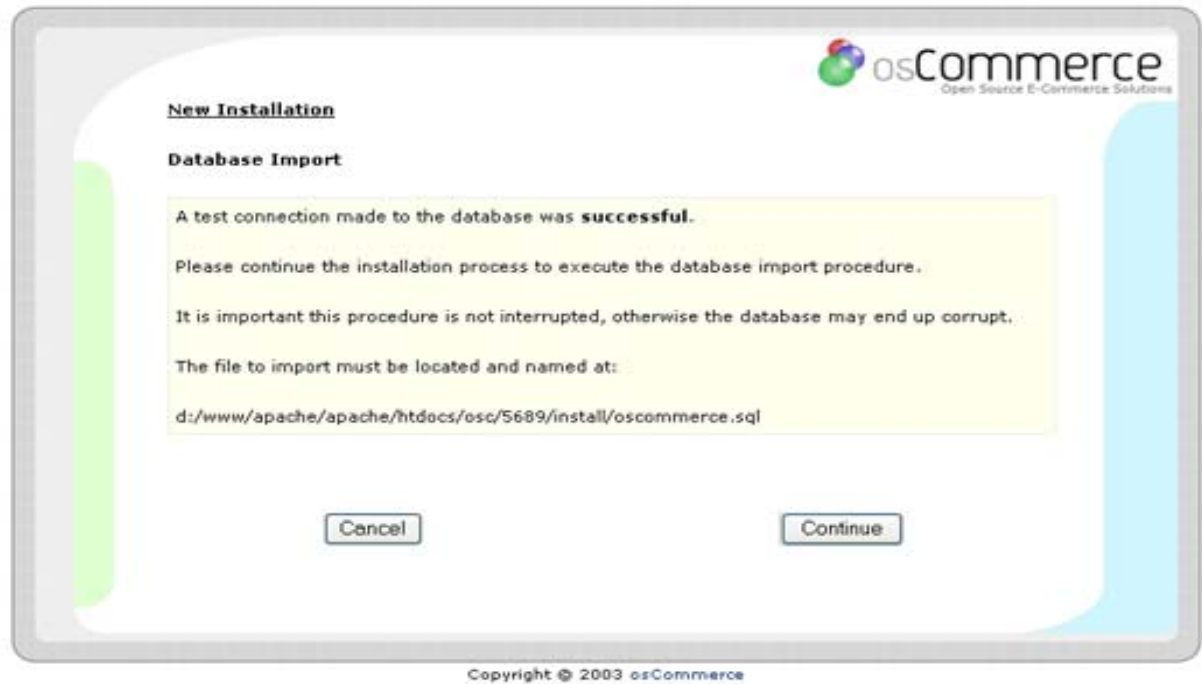 osCommerce
Open Source E-Commerce Solutions
New Installation
Database Import
A test connection made to the database was successful.
Please continue the installation process to execute the database import procedure.
It is important this procedure is not interrupted, otherwise the database may end up corrupt.
The file to import must be located and named at:
d:/www/apache/apache/htdocs/osc/5689/install/oscommerce.sql
Cancel
Continue
Copyright © 2003 osCommerce